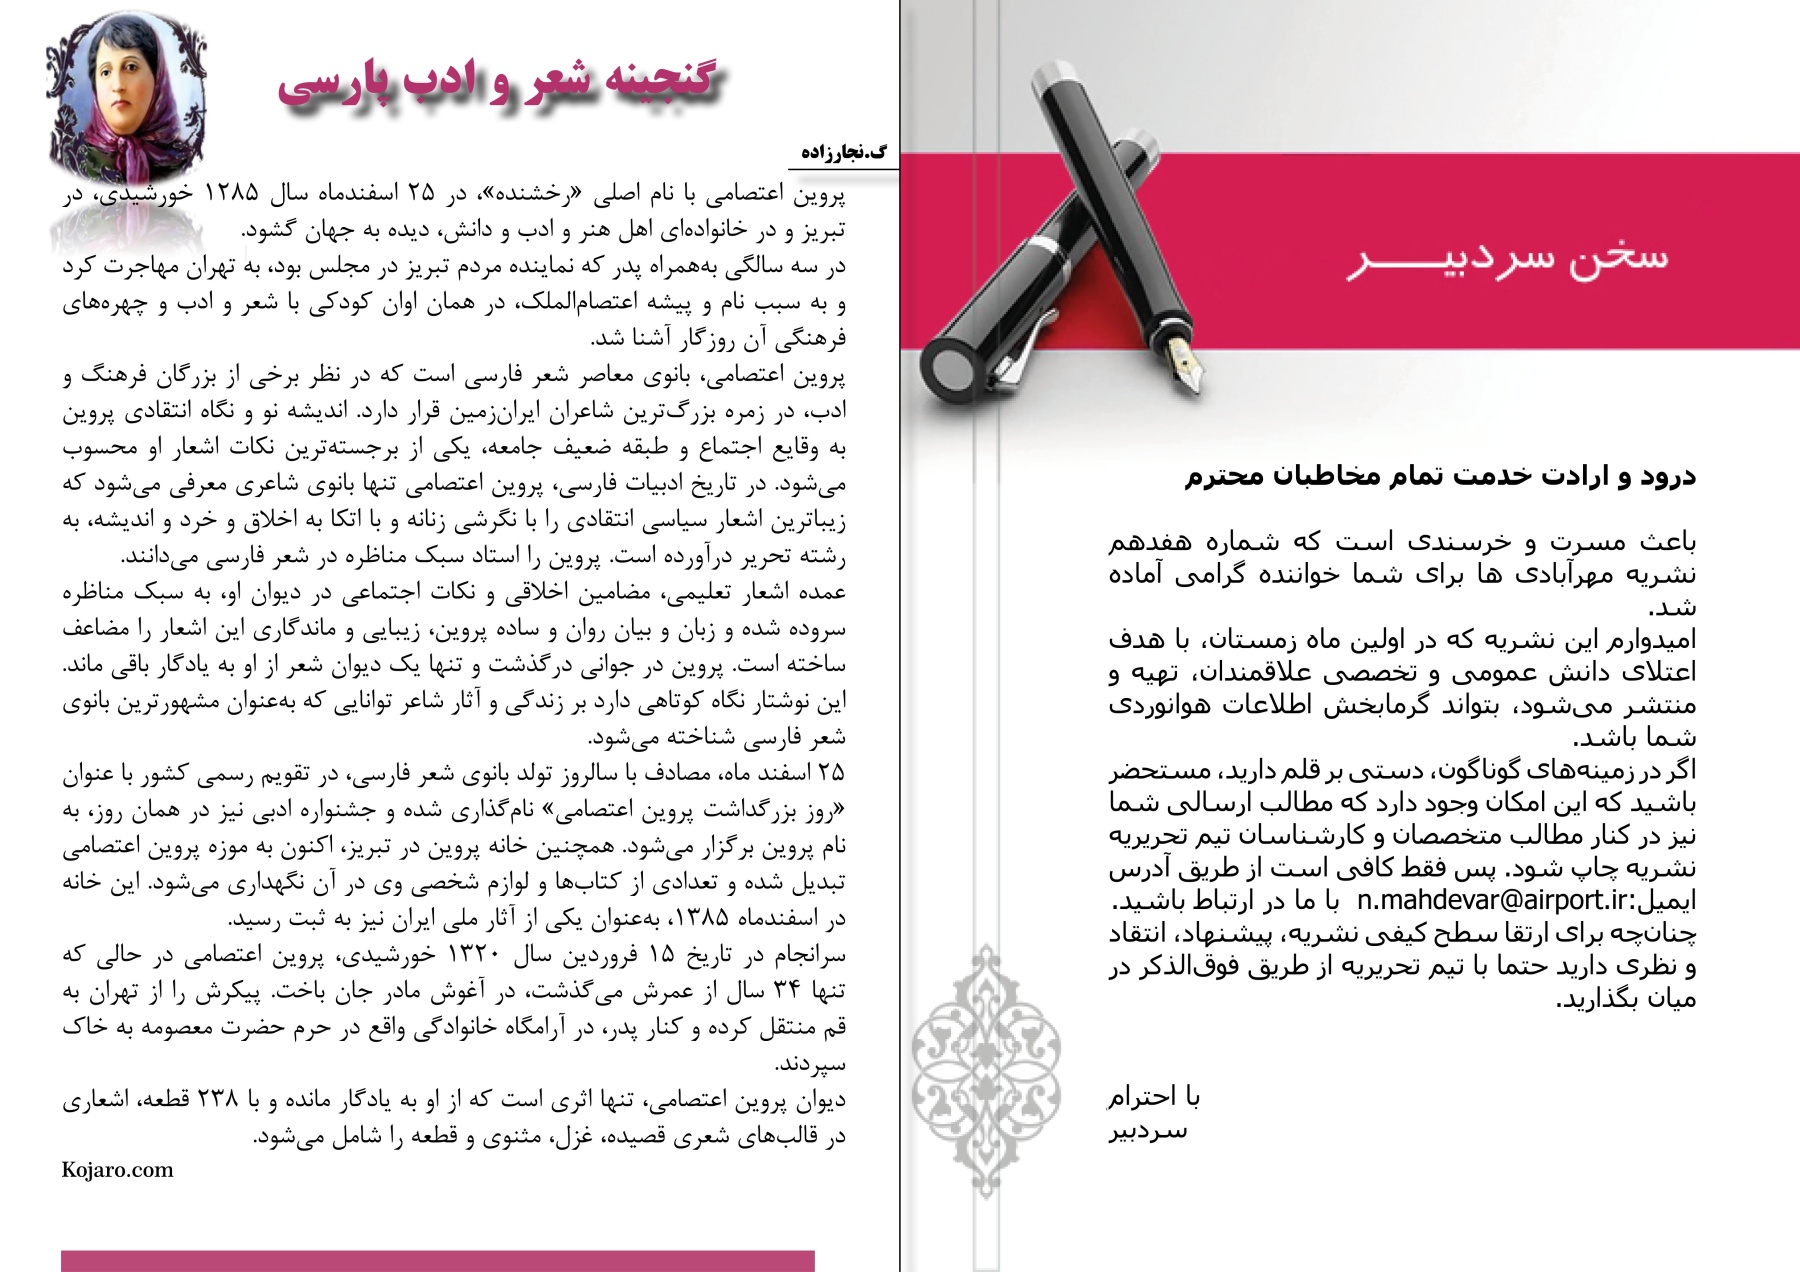 سخن سردبیـــــر
درود و ارادت خدمت تمام مخاطبان محترم
باعث مسرت و خرسندی است که شماره هفدهم
نشریه مهرآبادی ها برای شما خواننده گرامی آماده
شد.
امیدوارم این نشریه که در اولین ماه زمستان، با هدف
اعتلای دانش عمومی و تخصصی علاقمندان، تهیه و
منتشر می‌شود، بتواند گرمابخش اطلاعات هوانوردی
شما باشد.
اگر در زمینه‌های گوناگون، دستی بر قلم دارید، مستحضر
باشید که این امکان وجود دارد که مطالب ارسالی شما
نیز در کنار مطالب متخصصان و کارشناسان تیم تحریریه
نشریه چاپ شود. پس فقط کافی است از طریق آدرس
ایمیل:n.mahdevar@airport.ir با ما در ارتباط باشید.
چنان‌چه برای ارتقا سطح کیفی نشریه، پیشنهاد، انتقاد
و نظری دارید حتما با تیم تحریریه از طریق فوق‌الذکر در
میان بگذارید.
با احترام
سردبیر
گنجینه شعر و ادب پارسی
گ.نجارزاده
پروین اعتصامی با نام اصلی «رخشنده»، در ۲۵ اسفندماه سال ۱۲۸۵ خورشیدی، در
تبریز و در خانواده‌ای اهل هنر و ادب و دانش، دیده به جهان گشود.
در سه سالگی به‌همراه پدر که نماینده مردم تبریز در مجلس بود، به تهران مهاجرت کرد
و به سبب نام و پیشه اعتصام‌الملک، در همان اوان کودکی با شعر و ادب و چهره‌های
فرهنگی آن روزگار آشنا شد.
پروین اعتصامی، بانوی معاصر شعر فارسی است که در نظر برخی از بزرگان فرهنگ و
ادب، در زمره بزرگ‌ترین شاعران ایران‌زمین قرار دارد. اندیشه نو و نگاه انتقادی پروین
به وقایع اجتماع و طبقه ضعیف جامعه، یکی از برجسته‌ترین نکات اشعار او محسوب
می‌شود. در تاریخ ادبیات فارسی، پروین اعتصامی تنها بانوی شاعری معرفی می‌شود که
زیباترین اشعار سیاسی انتقادی را با نگرشی زنانه و با اتکا به اخلاق و خرد و اندیشه، به
رشته تحریر درآورده است. پروین را استاد سبک مناظره در شعر فارسی می‌دانند.
عمده اشعار تعلیمی، مضامین اخلاقی و نکات اجتماعی در دیوان او، به سبک مناظره
سروده شده و زبان و بیان روان و ساده پروین، زیبایی و ماندگاری این اشعار را مضاعف
ساخته است. پروین در جوانی درگذشت و تنها یک دیوان شعر از او به یادگار باقی ماند.
این نوشتار نگاه کوتاهی دارد بر زندگی و آثار شاعر توانایی که به‌عنوان مشهورترین بانوی
شعر فارسی شناخته می‌شود.
۲۵ اسفند ماه، مصادف با سالروز تولد بانوی شعر فارسی، در تقویم رسمی کشور با عنوان
«روز بزرگداشت پروین اعتصامی» نام‌گذاری شده و جشنواره ادبی نیز در همان روز، به
نام پروین برگزار می‌شود. همچنین خانه پروین در تبریز، اکنون به موزه پروین اعتصامی
تبدیل شده و تعدادی از کتاب‌ها و لوازم شخصی وی در آن نگهداری می‌شود. این خانه
در اسفندماه ۱۳۸۵، به‌عنوان یکی از آثار ملی ایران نیز به ثبت رسید.
سرانجام در تاریخ ۱۵ فروردین سال ۱۳۲۰ خورشیدی، پروین اعتصامی در حالی که
تنها ۳۴ سال از عمرش می‌گذشت، در آغوش مادر جان باخت. پیکرش را از تهران به
قم منتقل کرده و کنار پدر، در آرامگاه خانوادگی واقع در حرم حضرت معصومه به خاک
سپردند.
دیوان پروین اعتصامی، تنها اثری است که از او به یادگار مانده و با ۲۳۸ قطعه، اشعاری
در قالب‌های شعری قصیده، غزل، مثنوی و قطعه را شامل می‌شود.
Kojaro.com